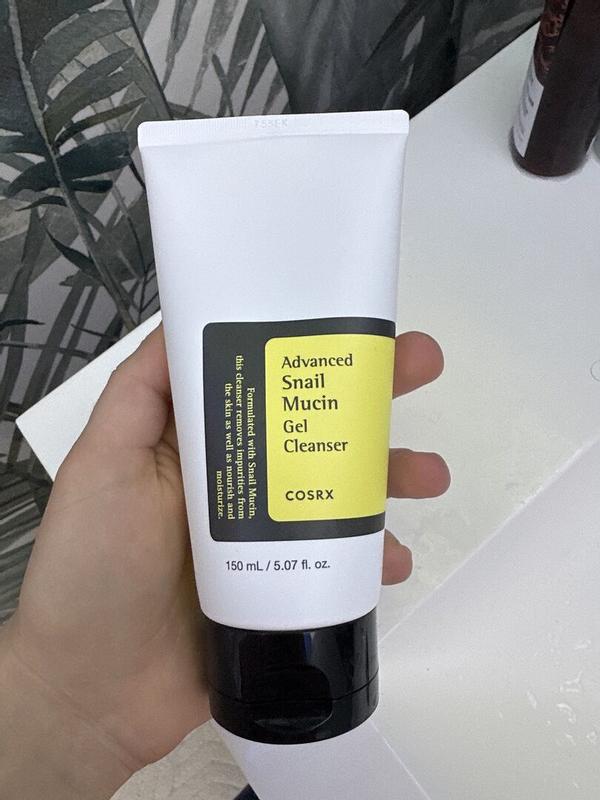 Advanced
Snail
Mucin
Gel
Cleanser
COSRX
Formulated with Snail Mucin,
this cleanser removes impurities from
the skin as well as nourish and
moisturize.
150 mL / 5.07 fl. oz.